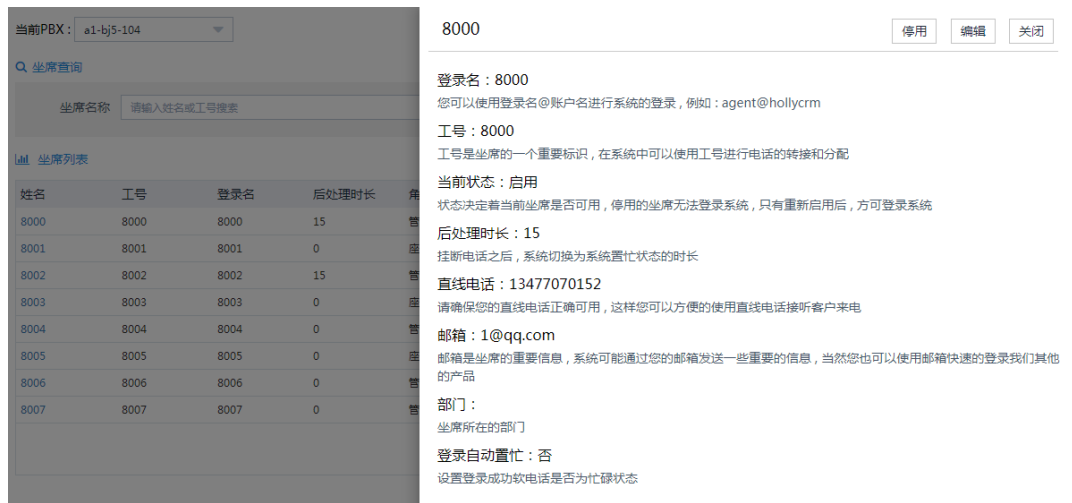 当前PBX： a1-bj5-104
坐席查询
坐席名称 请输入姓名或工号搜索
坐席列表
姓名 工号 登录名 后处理时长 角
8000 8000 8000 15 管
8001 8001 8001 0 座
8002 8002 8002 15 管
8003 8003 8003 0 座
8004 8004 8004 0 管
8005 8005 8005 0 座
8006 8006 8006 0 管
8007 8007 8007 0 管
8000 停用 编辑 关闭
登录名：8000
您可以使用登录名@账户名进行系统的登录，例如：agent@hollycrm
工号：8000
工号是坐席的一个重要标识，在系统中可以使用工号进行电话的转接和分配
当前状态：启用
状态决定着当前坐席是否可用，停用的坐席无法登录系统，只有重新启用后，方可登录系统
后处理时长：15
挂断电话之后，系统切换为系统置忙状态的时长
直线电话：13477070152
请确保您的直线电话正确可用，这样您可以方便的使用直线电话接听客户来电
邮箱：1@qq.com
邮箱是坐席的重要信息，系统可能通过您的邮箱发送一些重要的信息，当然您也可以使用邮箱快速的登录我们其他
的产品
部门：
坐席所在的部门
登录自动置忙：否
设置登录成功软电话是否为忙碌状态